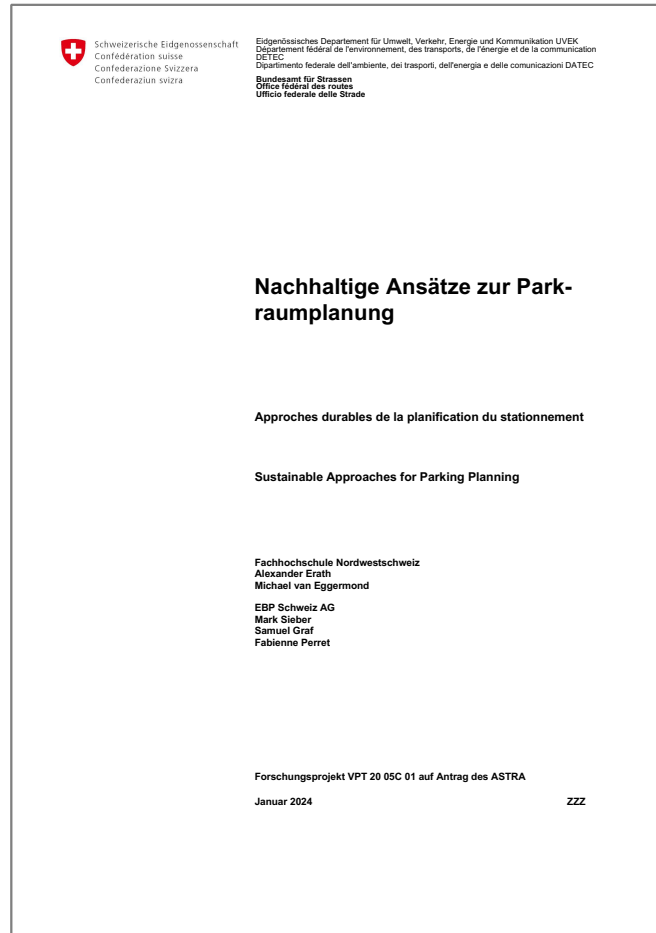 Schweizerische Eidgenossenschaft
Confédération suisse
Confederazione Svizzera
Confederaziun svizra
Eidgenössisches Departement für Umwelt, Verkehr, Energie und Kommunikation UVEK
Département fédéral de l'environnement, des transports, de l'énergie et de la communication
DETEC
Dipartimento federale dell'ambiente, dei trasporti, dell'energia e delle comunicazioni DATEC
Bundesamt für Strassen
Office fédéral des routes
Ufficio federale delle Strade
Nachhaltige Ansätze zur Park-
raumplanung
Approches durables de la planification du stationnement
Sustainable Approaches for Parking Planning
Fachhochschule Nordwestschweiz
Alexander Erath
Michael van Eggermond
EBP Schweiz AG
Mark Sieber
Samuel Graf
Fabienne Perret
Forschungsprojekt VPT 20 05C 01 auf Antrag des ASTRA
Januar 2024 ZZZ